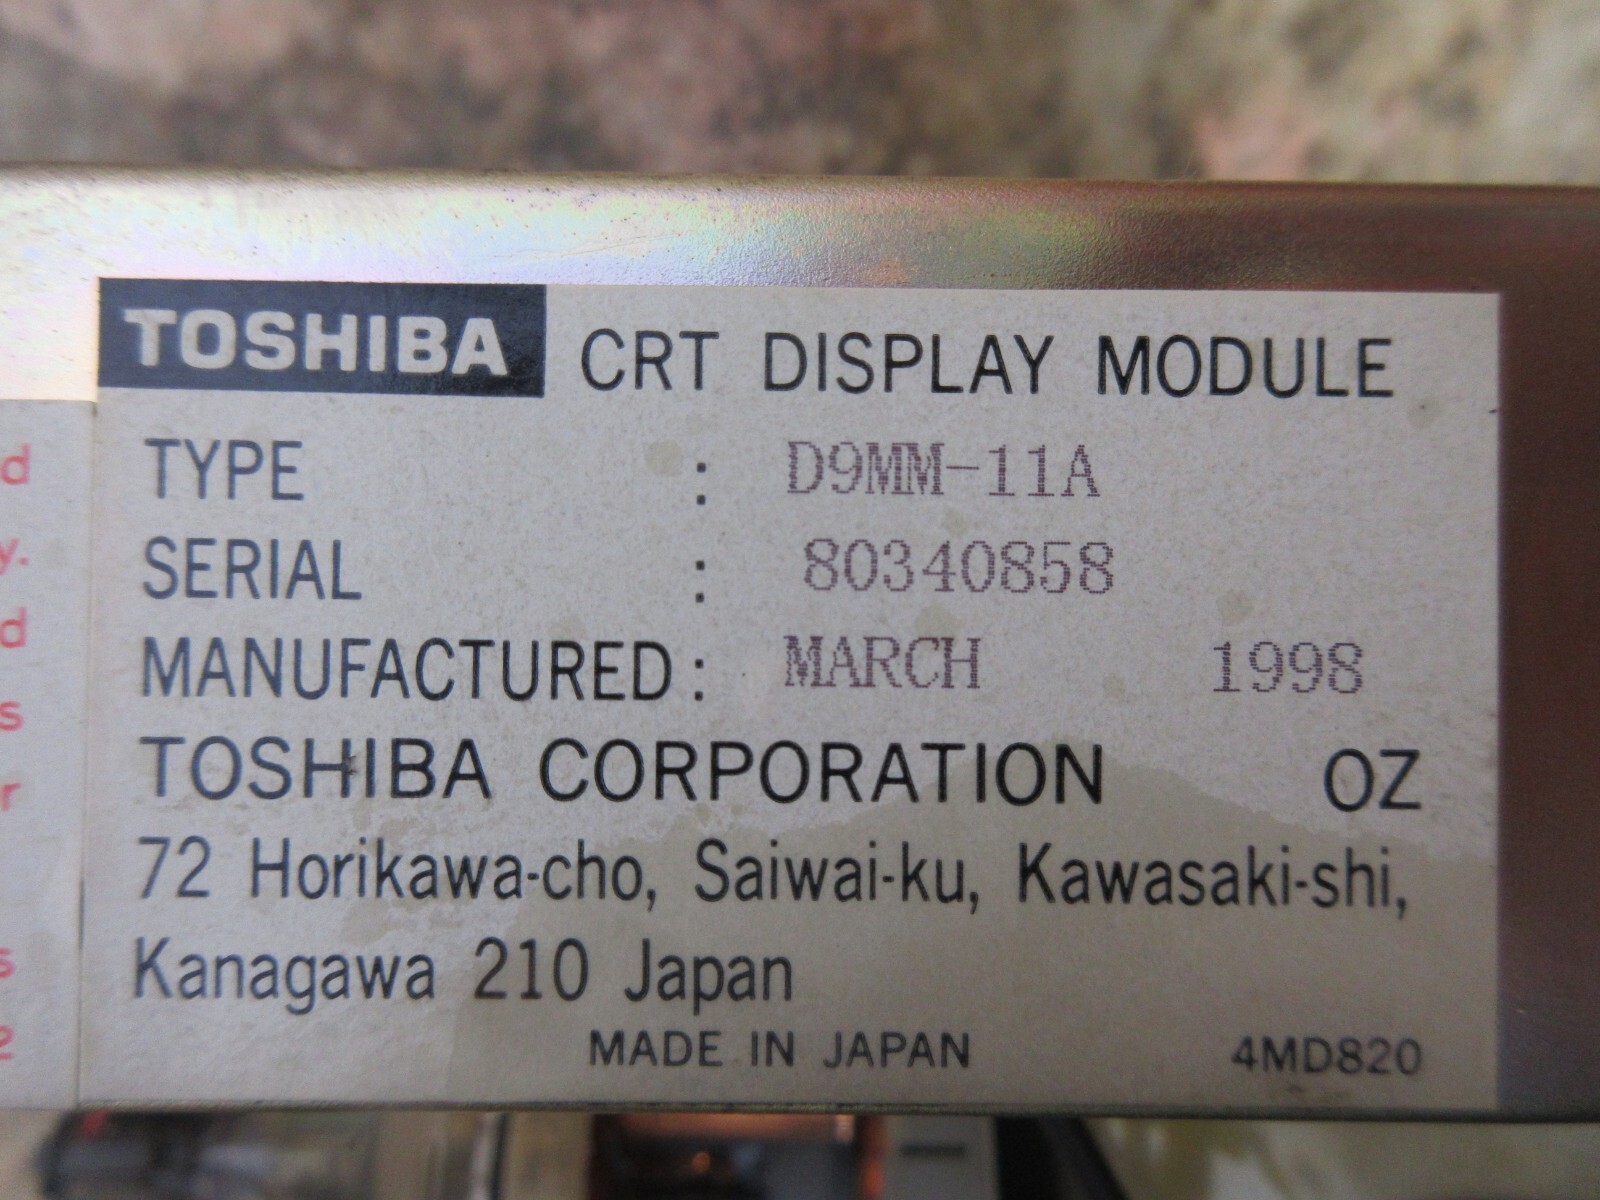 TOSHIBA CRT DISPLAY MODULE
TYPE : D9MM-11A
SERIAL : 80340858
MANUFACTURED : MARCH 1998
TOSHIBA CORPORATION OZ
72 Horikawa-cho, Saiwai-ku, Kawasaki-shi,
Kanagawa 210 Japan
MADE IN JAPAN 4MD820